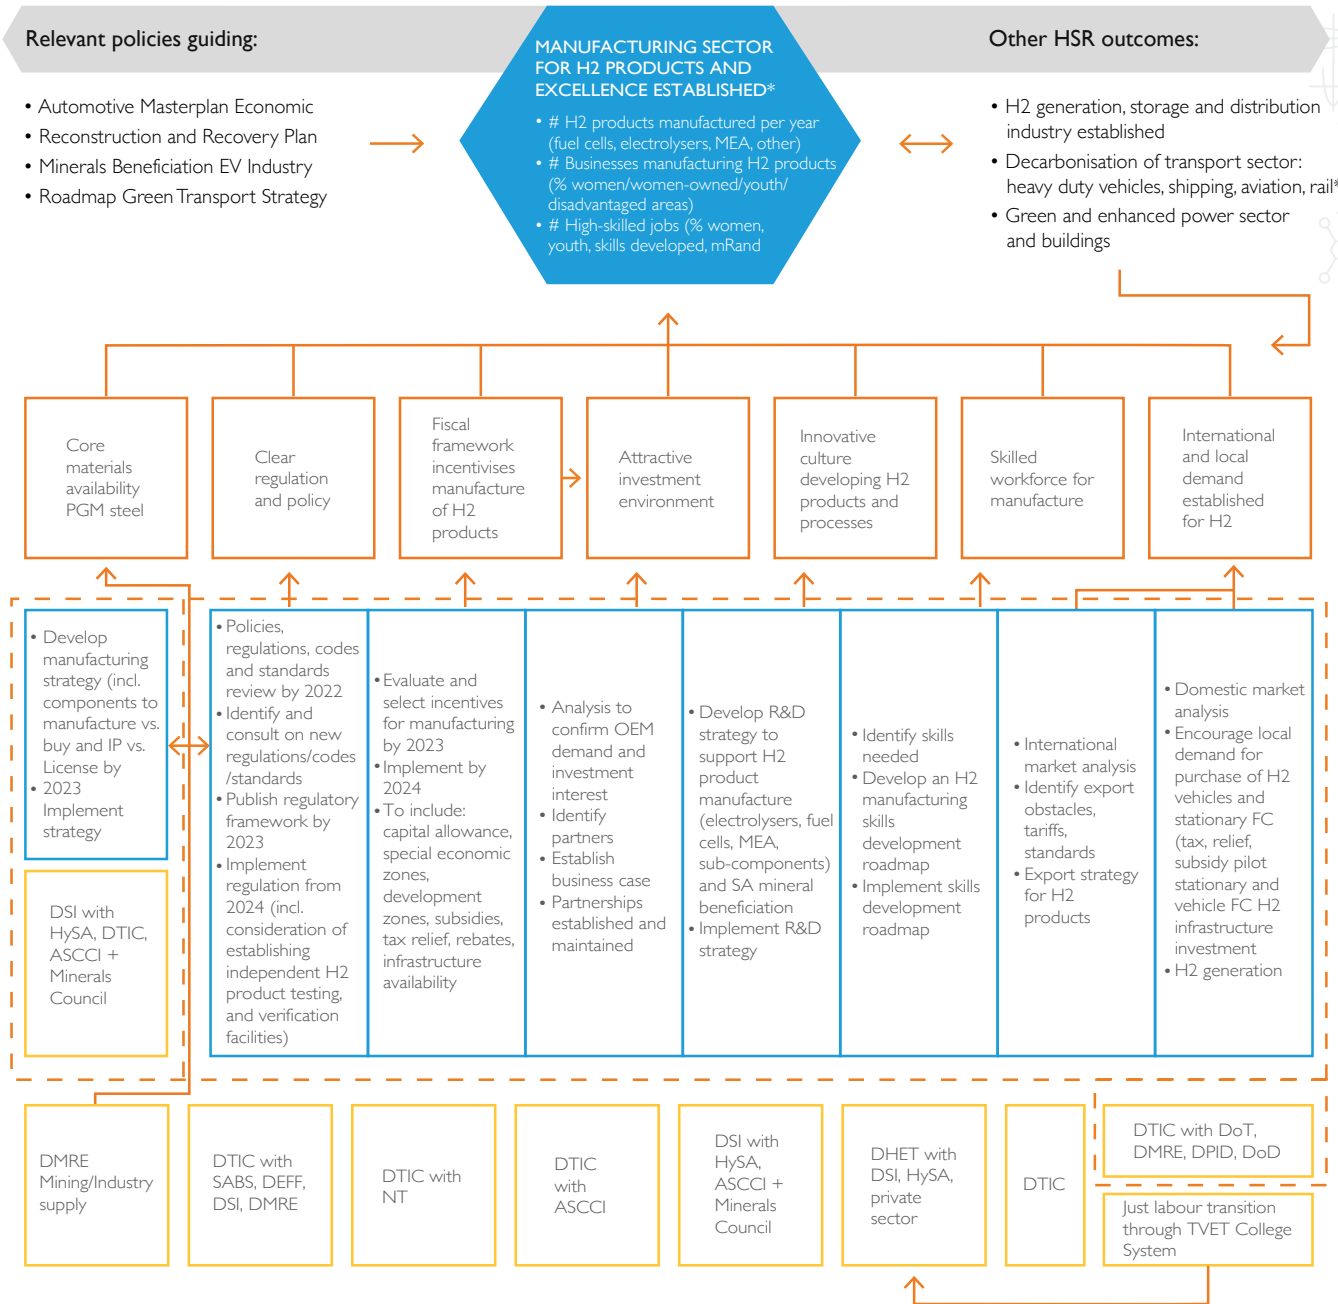 Relevant policies guiding:
• Automotive Masterplan Economic
• Reconstruction and Recovery Plan
• Minerals Beneficiation EV Industry
• Roadmap Green Transport Strategy
MANUFACTURING SECTOR
FOR H2 PRODUCTS AND
EXCELLENCE ESTABLISHED*
• # H2 products manufactured per year
(fuel cells, electrolysers, MEA, other)
• # Businesses manufacturing H2 products
(% women/women-owned/youth/
disadvantaged areas)
• # High-skilled jobs (% women,
youth, skills developed, mRand
Other HSR outcomes:
• H2 generation, storage and distribution
industry established
• Decarbonisation of transport sector:
heavy duty vehicles, shipping, aviation, rail*
• Green and enhanced power sector
and buildings
Core
materials
availability
PGM steel
Clear
regulation
and policy
Fiscal
framework
incentivises
manufacture
of H2
products
Attractive
investment
environment
Innovative
culture
developing H2
products and
processes
Skilled
workforce for
manufacture
International
and local
demand
established
for H2
• Develop
manufacturing
strategy (incl.
components to
manufacture vs.
buy and IP vs.
License by
• 2023
Implement
strategy
• Policies,
regulations, codes
and standards
review by 2022
• Identify and
consult on new
regulations/codes
/standards
• Publish regulatory
framework by
2023
• Implement
regulation from
2024 (incl.
consideration of
establishing
independent H2
product testing,
and verification
facilities)
• Evaluate and
select incentives
for manufacturing
by 2023
• Implement by
2024
• To include:
capital allowance,
special economic
zones,
development
zones, subsidies,
tax relief, rebates,
infrastructure
availability
• Analysis to
confirm OEM
demand and
investment
interest
• Identify
partners
• Establish
business case
• Partnerships
established and
maintained
• Develop R&D
strategy to
support H2
product
manufacture
(electrolysers, fuel
cells, MEA,
sub-components)
and SA mineral
beneficiation
• Implement R&D
strategy
• Identify skills
needed
• Develop an H2
manufacturing
skills
development
roadmap
• Implement skills
development
roadmap
• International
market analysis
• Identify export
obstacles,
tariffs,
standards
• Export strategy
for H2
products
• Domestic market
analysis
• Encourage local
demand for
purchase of H2
vehicles and
stationary FC
(tax, relief,
subsidy pilot
stationary and
vehicle FC H2
infrastructure
investment
• H2 generation
DSI with
HySA, DTIC,
ASCCI +
Minerals
Council
DMRE
Mining/Industry
supply
DTIC with
SABS, DEFF,
DSI, DMRE
DTIC with
NT
DTIC
with
ASCCI
DSI with
HySA,
ASCCI +
Minerals
Council
DHET with
DSI, HySA,
private
sector
DTIC
DTIC with DoT,
DMRE, DPID, DoD
Just labour transition
through TVET College
System